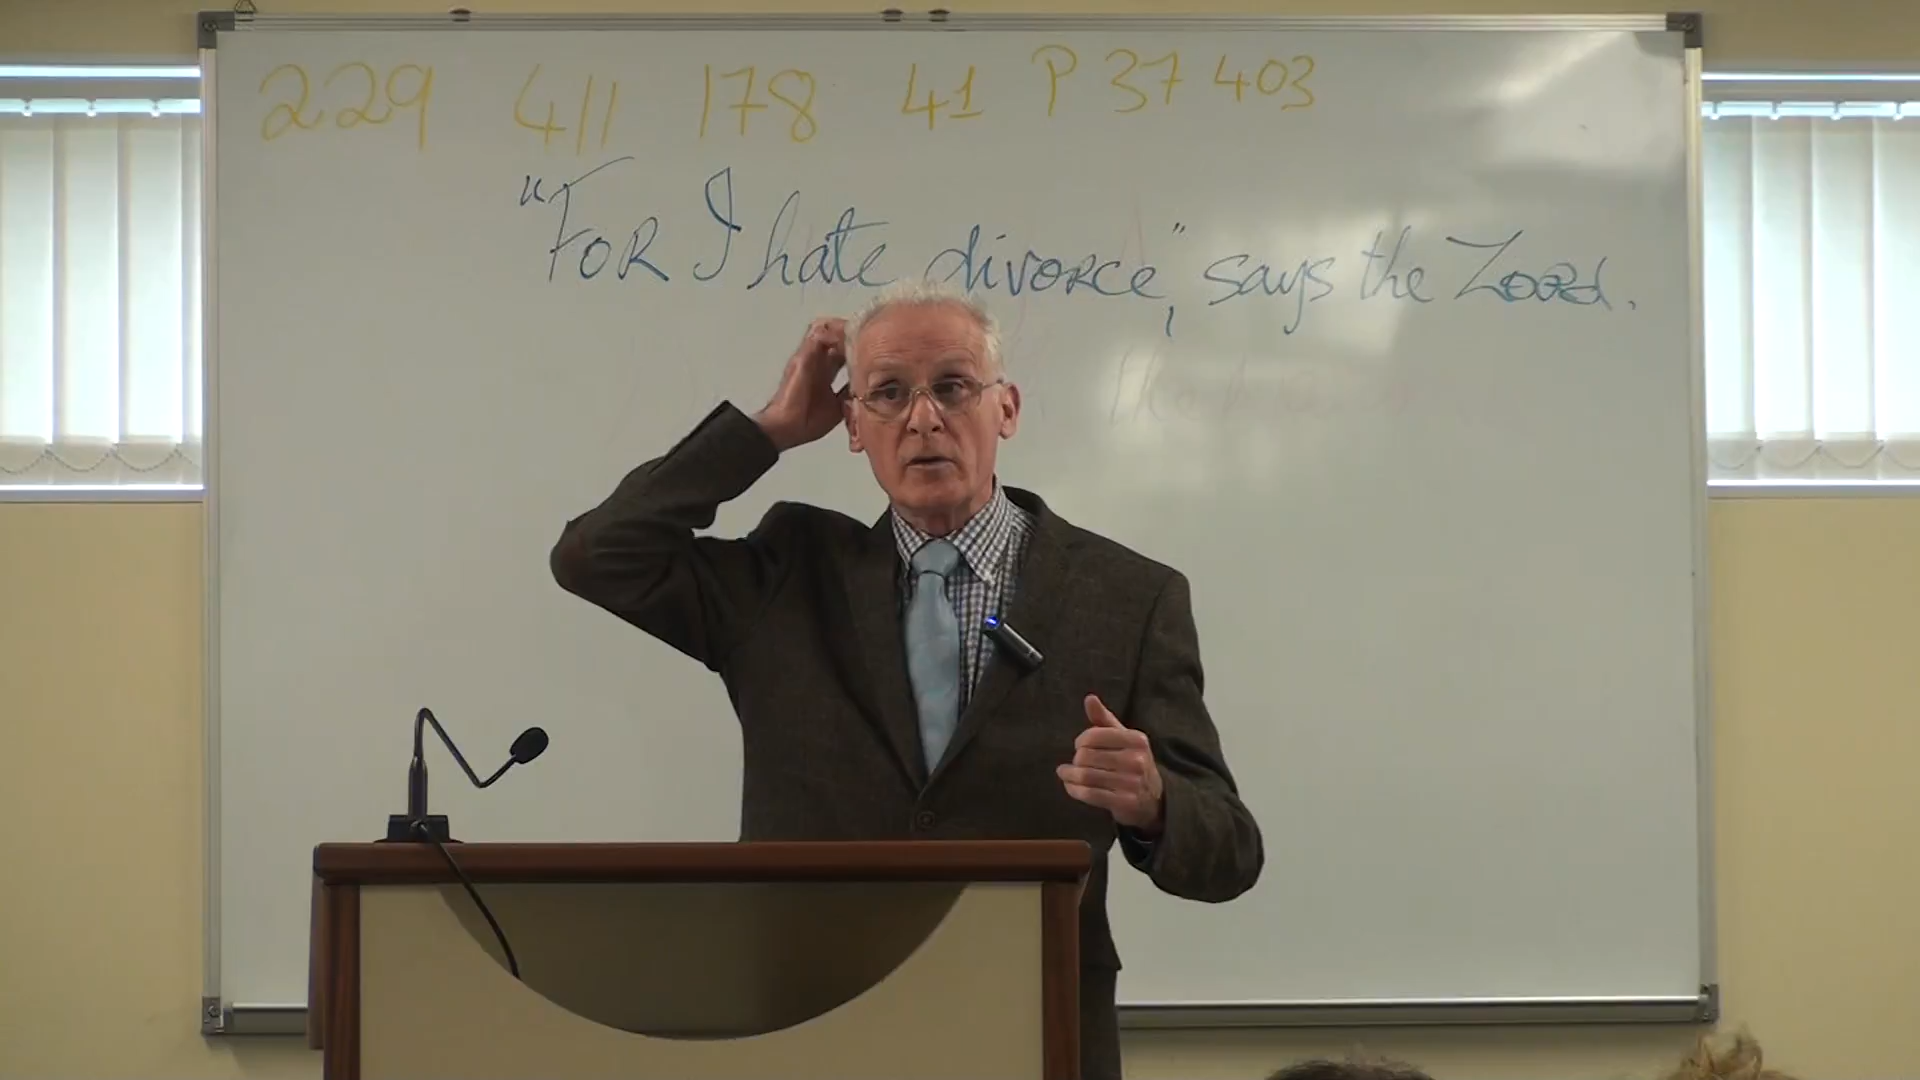 229 411 178 41 P 37 403
"FOR I hate divorce," says the Lord.